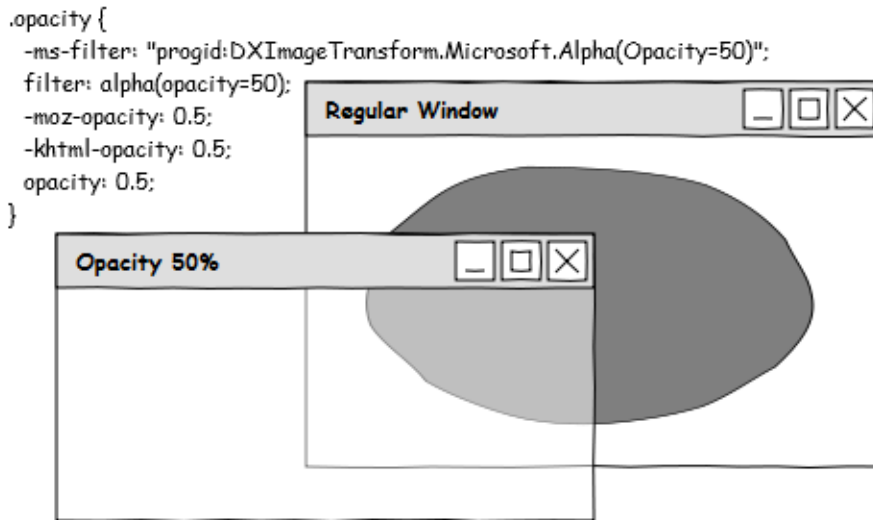 .opacity {
-ms-filter: "progid:DXImageTransform.Microsoft.Alpha(Opacity=50)";
filter: alpha(opacity=50);
-moz-opacity: 0.5;
-khtml-opacity: 0.5;
opacity: 0.5;
}
Regular Window
Opacity 50%